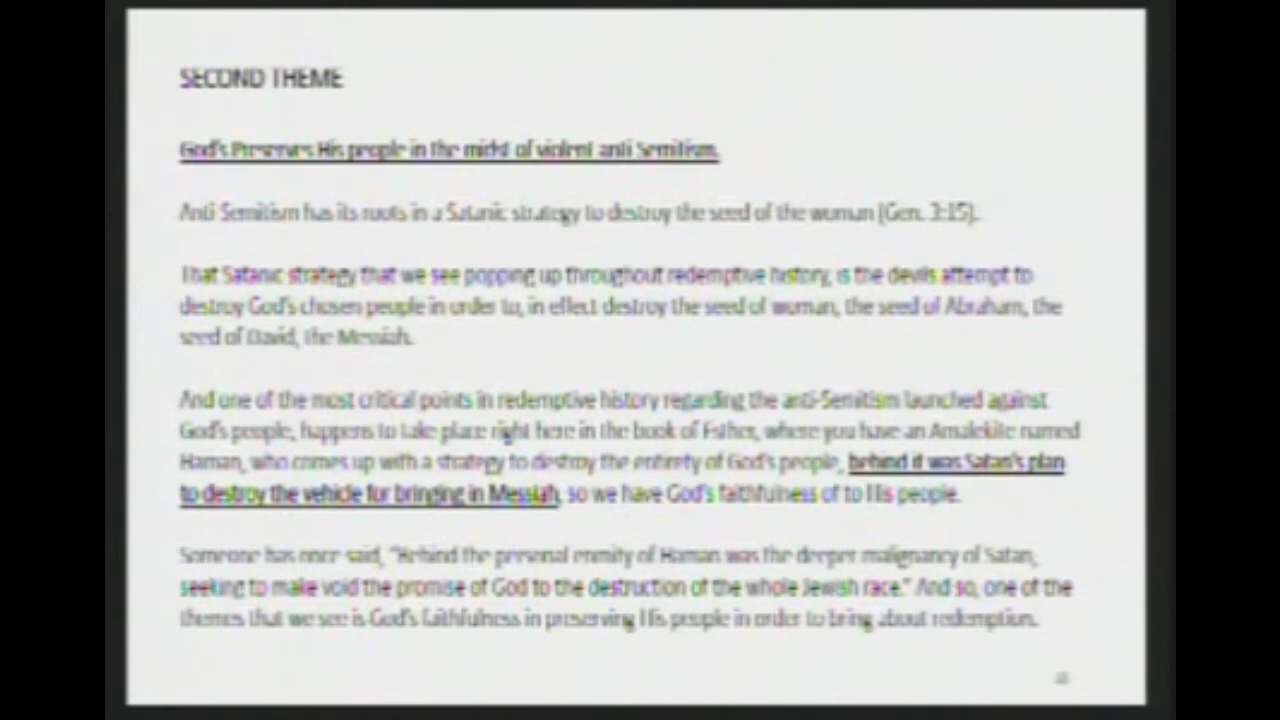 SECOND THEME
God's Preserves His people in the midst of violent anti Semitism.
Anti Semitism has its roots in a Satanic strategy to destroy the seed of the woman (Gen. 3:15).
That Satanic strategy that we see popping up throughout redemptive history, is the devils attempt to
destroy God's chosen people in order to, in effect destroy the seed of woman, the seed of Abraham, the
seed of David, the Messiah.
And one of the most critical points in redemptive history regarding the anti-Semitism launched against
God's people, happens to take place right here in the book of Esther, where you have an Amalekite named
Haman, who comes up with a strategy to destroy the entirety of God's people, behind it was Satan's plan
to destroy the vehicle for bringing in Messiah, so we have God's faithfulness of to His people.
Someone has once said, "Behind the personal enmity of Haman was the deeper malignancy of Satan,
seeking to make void the promise of God to the destruction of the whole Jewish race." And so, one of the
themes that we see is God's faithfulness in preserving His people in order to bring about redemption.